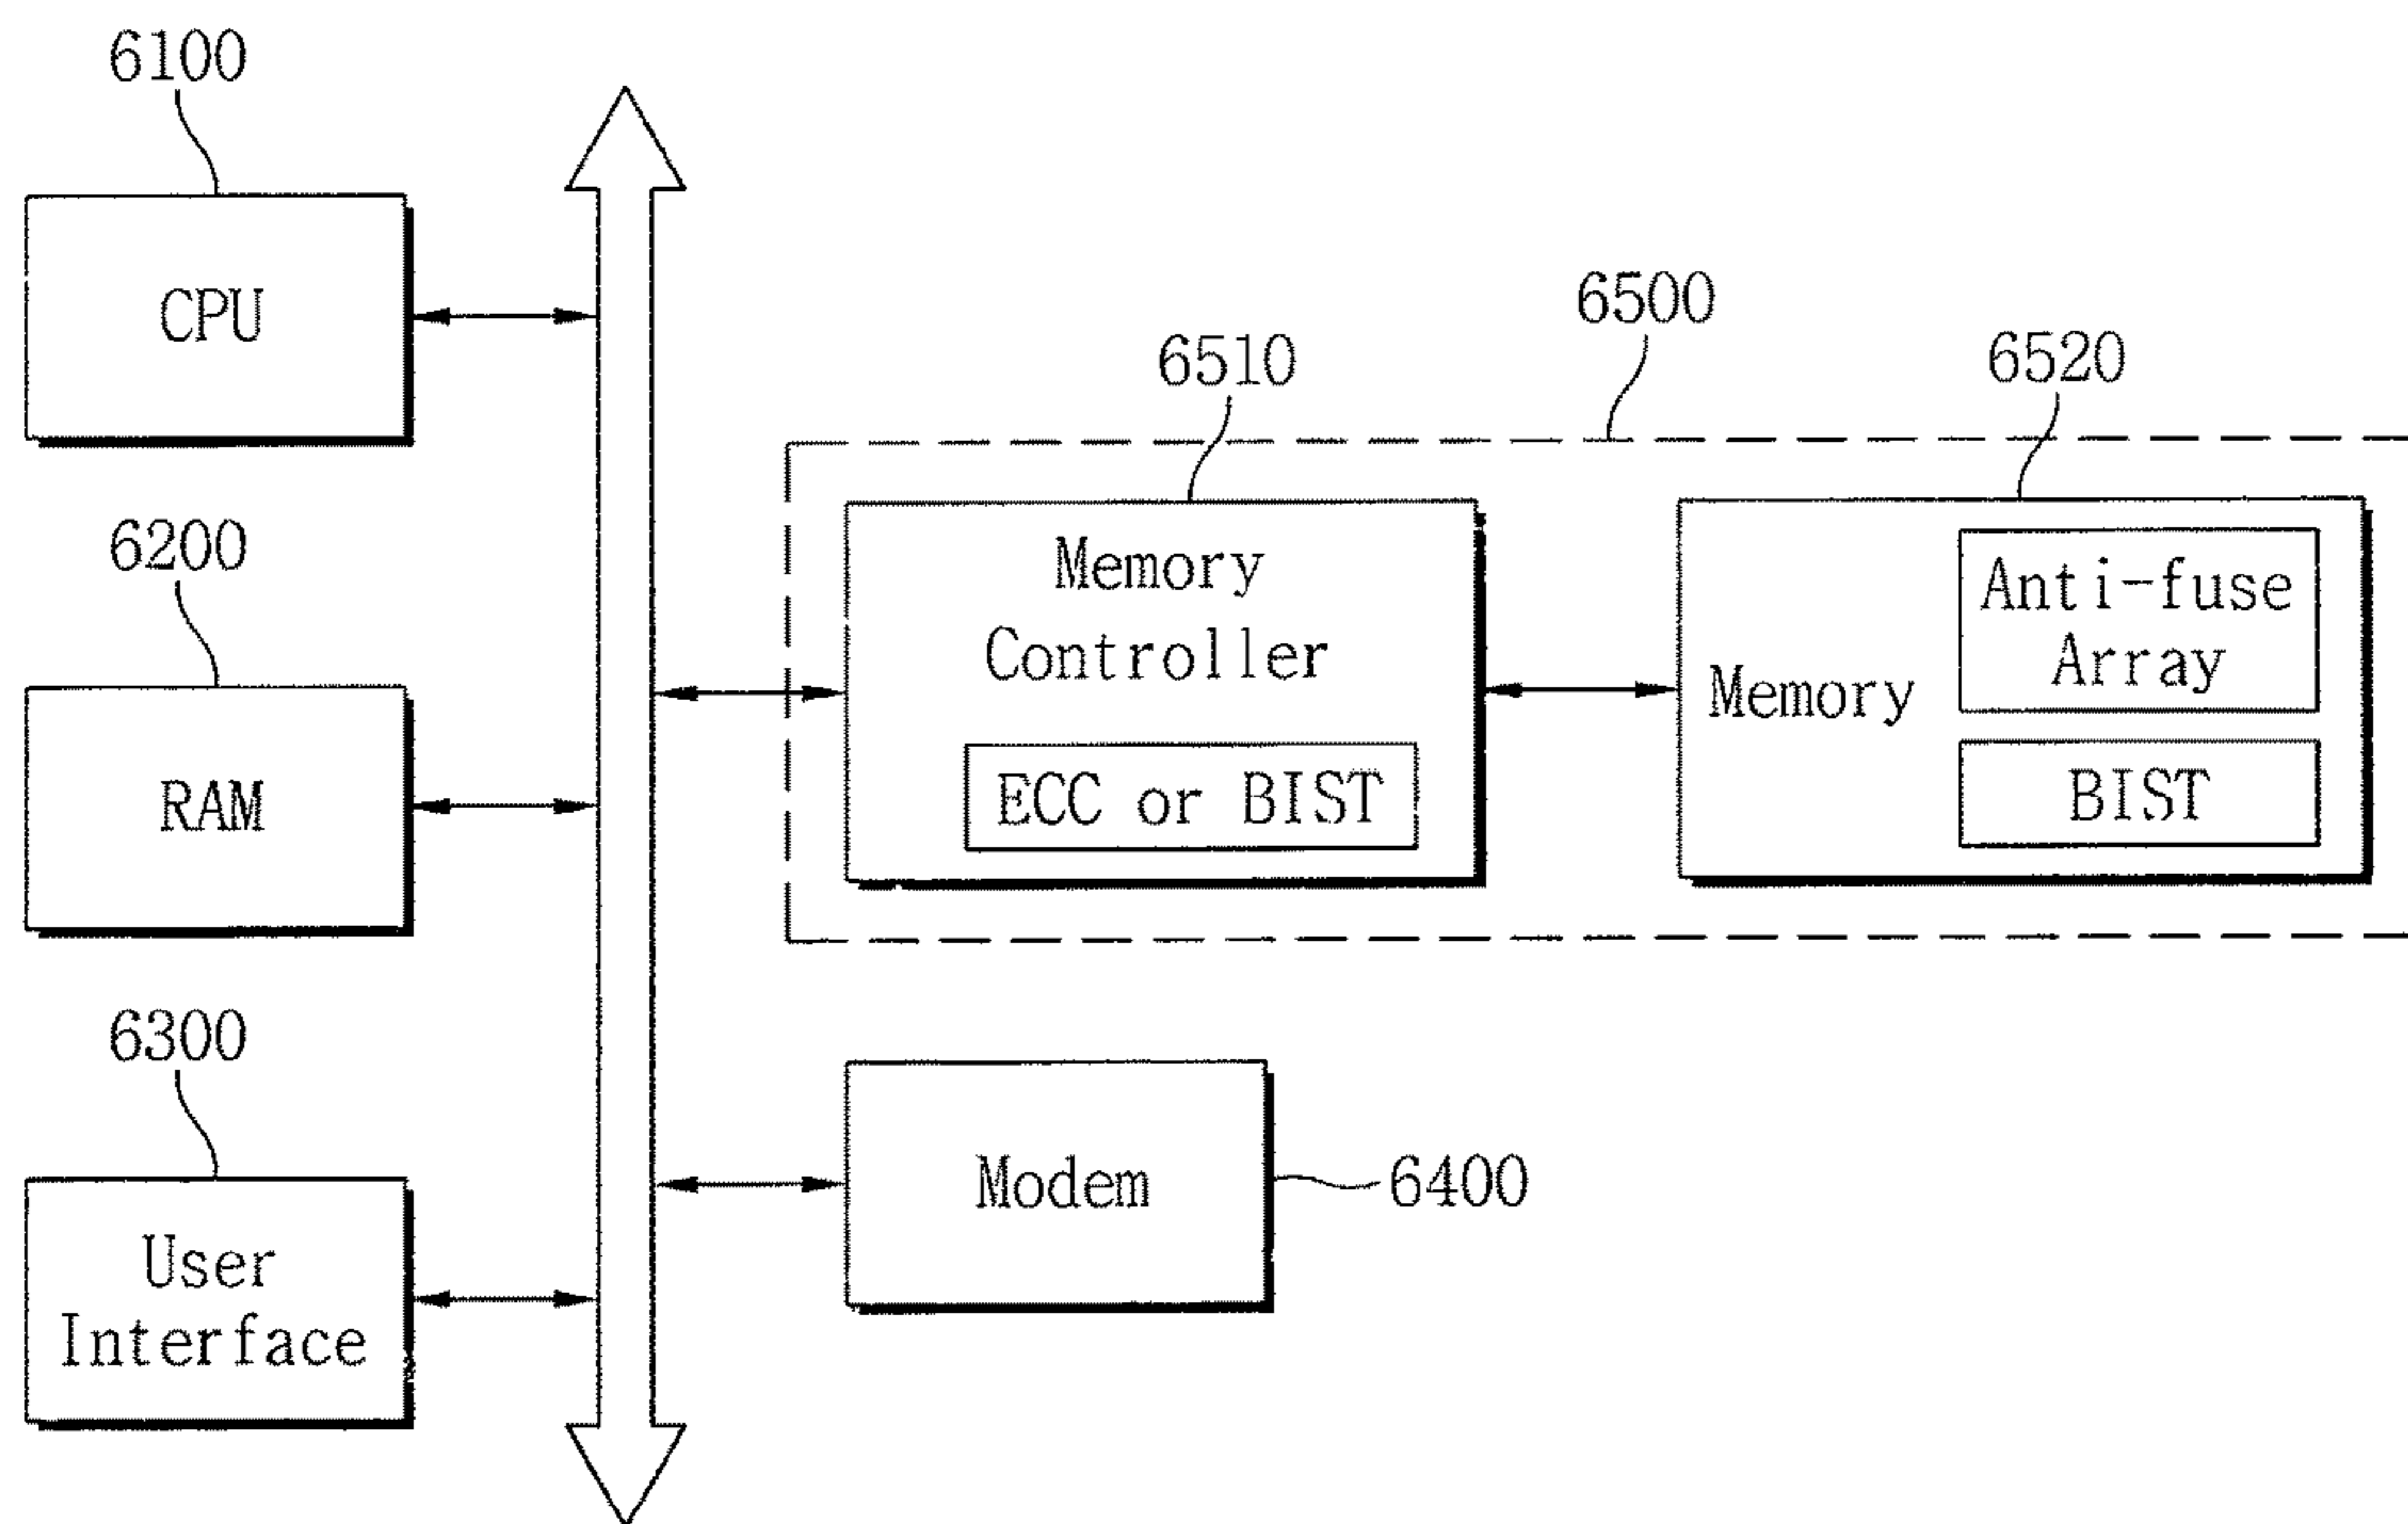 6100
CPU
6500
6510
6520
6200
Memory
Controller
Anti-fuse
Array
Memory
RAM
ECC or BIST
BIST
6300
Modem
6400
User
Interface